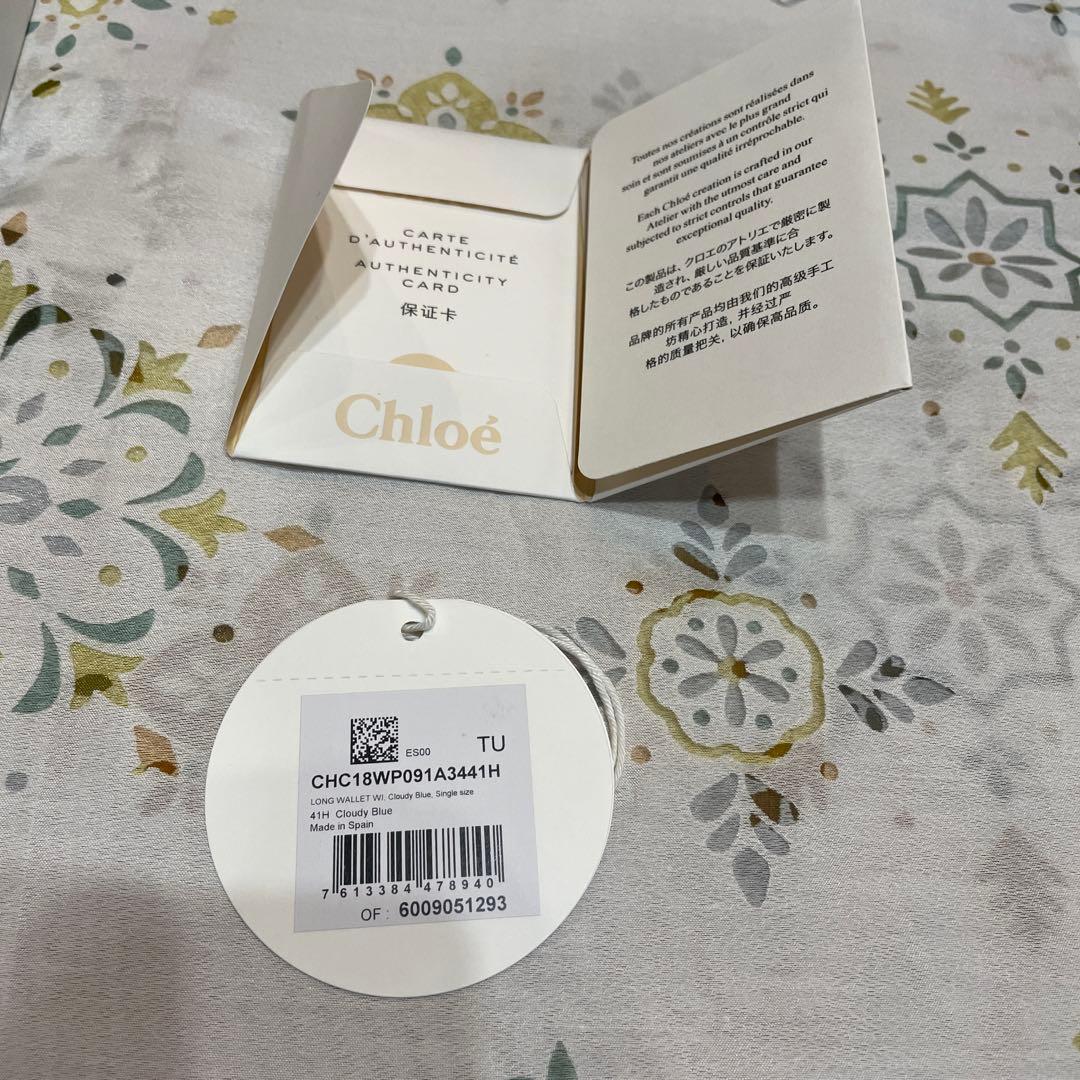 CARTE
D'AUTHENTICITÉ
AUTHENTICITY
CARD
保证卡
Chloé
Toutes nos créations sont réalisées dans
nos ateliers avec le plus grand
soin et sont soumises à un contrôle strict qui
garantit une qualité irréprochable.
Each Chloé creation is crafted in our
Atelier with the utmost care and
subjected to strict controls that guarantee
exceptional quality.
この製品は、クロエのアトリエで厳密に製
造され、厳しい品質基準に合
格したものであることを保証いたします。
品牌的所有产品均由我们的高级手工
坊精心打造，并经过严
格的质量把关，以确保高品质。
ES00 TU
CHC18WP091A3441H
LONG WALLET WI. Cloudy Blue, Single size
41H Cloudy Blue
Made in Spain
7 613384 478940
OF : 6009051293